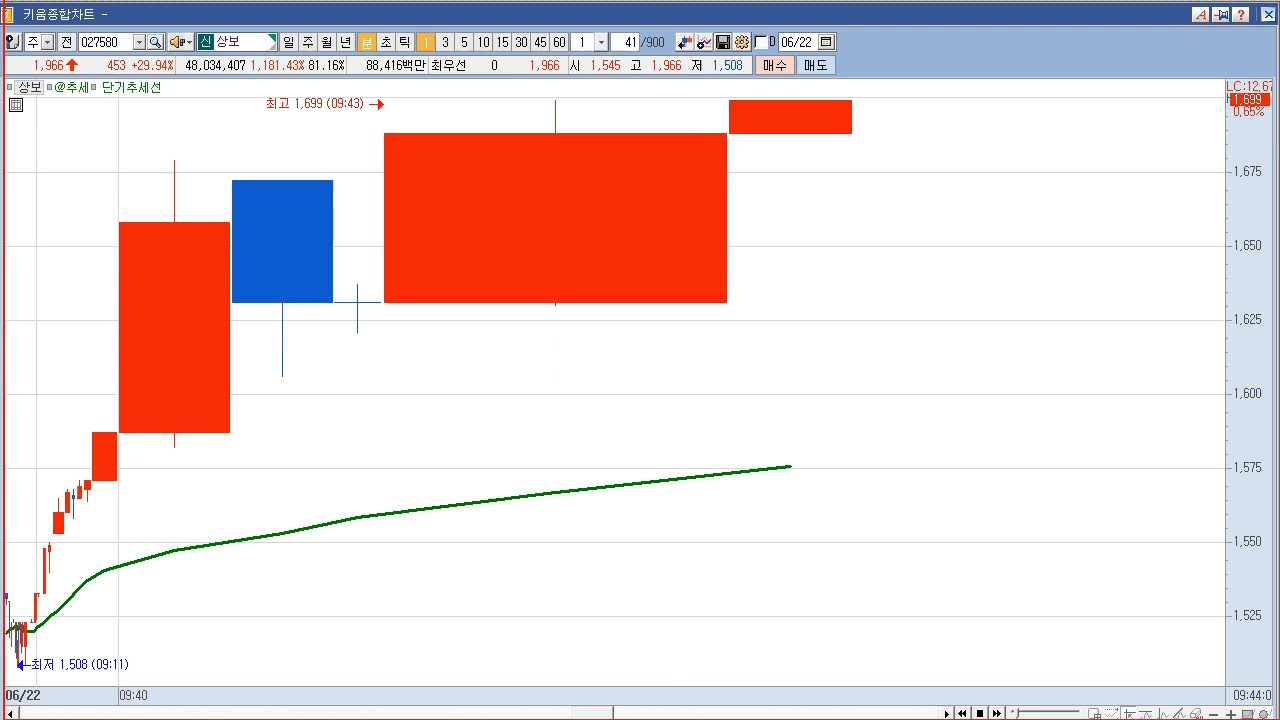 키움종합차트 -
주 전 027580 신 상보 일 주 월 년 분 초 틱 1 3 5 10 15 30 45 60 1 41 /900 D 06/22
1,966 453 +29.94% 48,034,407 1,181.43% 81.16% 88,416백만 최우선 0 1,966 시 1,545 고 1,966 저 1,508 매수 매도
상보 @추세 단기추세선
LC:12,67
최고 1,699 (09:43)
1,699
0,65%
1,675
1,650
1,625
1,600
1,575
1,550
1,525
최저 1,508 (09:11)
06/22 09:40 09:44:0